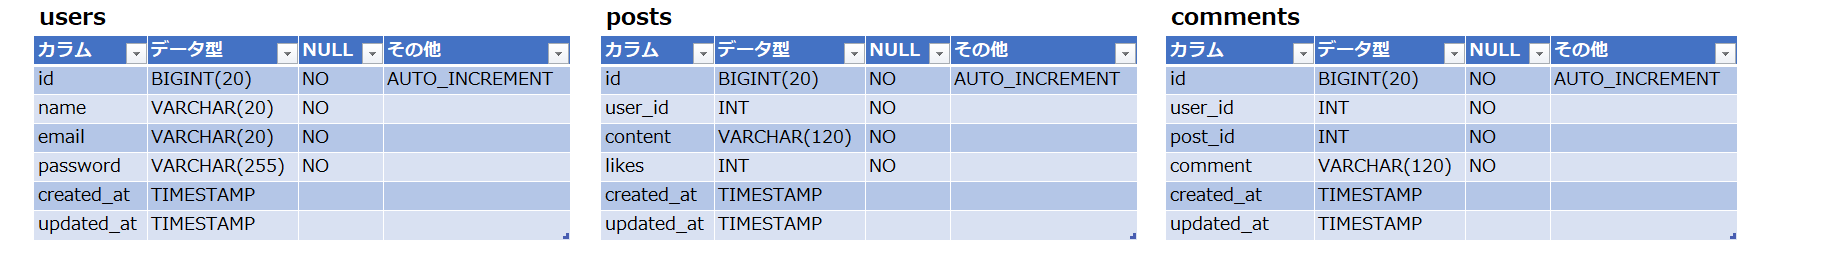 users
カラム データ型 NULL その他
id BIGINT(20) NO AUTO_INCREMENT
name VARCHAR(20) NO
email VARCHAR(20) NO
password VARCHAR(255) NO
created_at TIMESTAMP
updated_at TIMESTAMP
posts
カラム データ型 NULL その他
id BIGINT(20) NO AUTO_INCREMENT
user_id INT NO
content VARCHAR(120) NO
likes INT NO
created_at TIMESTAMP
updated_at TIMESTAMP
comments
カラム データ型 NULL その他
id BIGINT(20) NO AUTO_INCREMENT
user_id INT NO
post_id INT NO
comment VARCHAR(120) NO
created_at TIMESTAMP
updated_at TIMESTAMP